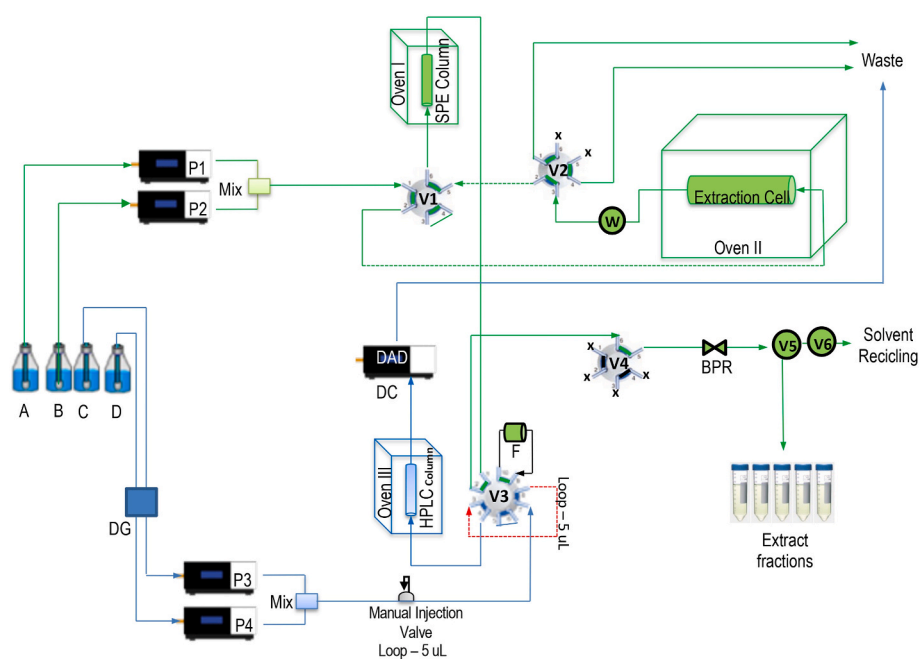 Oven I
SPE Column
x
x
V2
Waste
P1
P2
Mix
V1
W
Extraction Cell
Oven II
DAD
DC
V4
x
x
x
x
BPR
V5
V6
Solvent
Recicling
A
B
C
D
Oven III
HPLC Column
F
V3
Loop – 5 uL
Extract
fractions
DG
P3
P4
Mix
Manual Injection
Valve
Loop – 5 uL